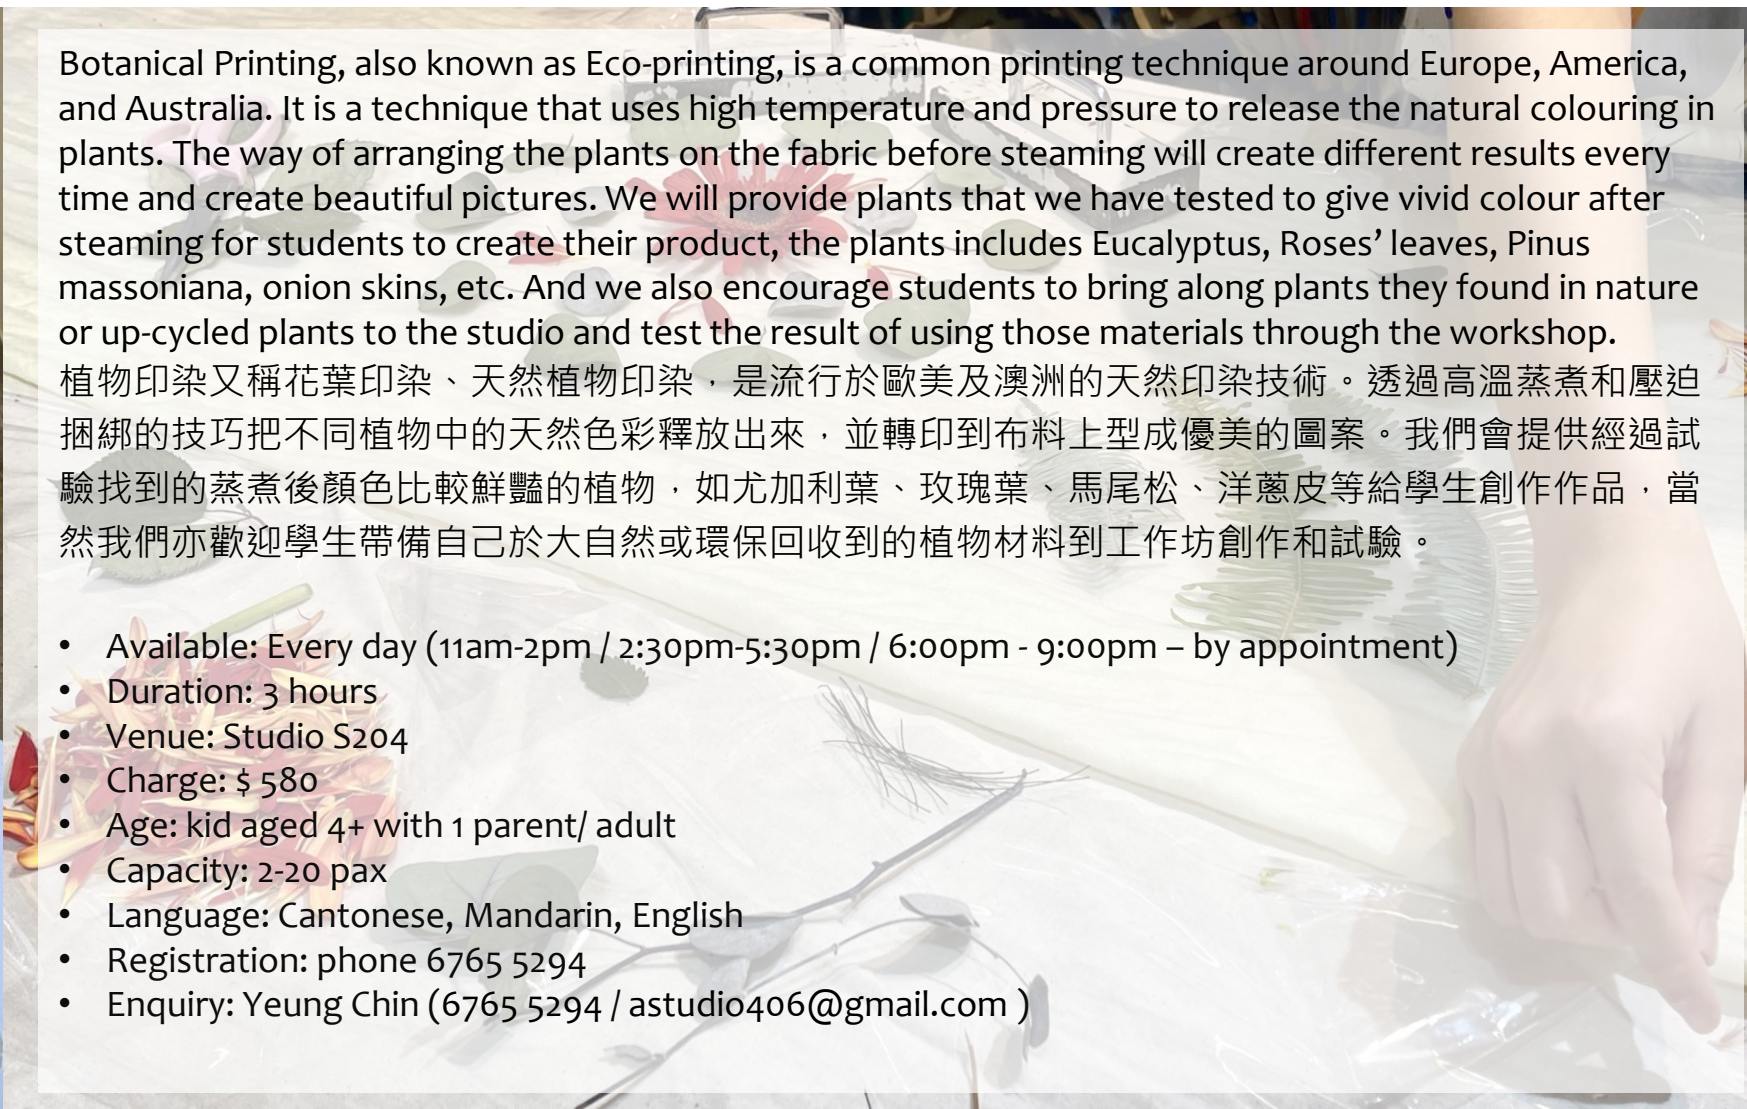 Botanical Printing, also known as Eco-printing, is a common printing technique around Europe, America,
and Australia. It is a technique that uses high temperature and pressure to release the natural colouring in
plants. The way of arranging the plants on the fabric before steaming will create different results every
time and create beautiful pictures. We will provide plants that we have tested to give vivid colour after
steaming for students to create their product, the plants includes Eucalyptus, Roses’ leaves, Pinus
massoniana, onion skins, etc. And we also encourage students to bring along plants they found in nature
or up-cycled plants to the studio and test the result of using those materials through the workshop.
植物印染又稱花葉印染、天然植物印染，是流行於歐美及澳洲的天然印染技術。透過高溫蒸煮和壓迫
捆綁的技巧把不同植物中的天然色彩釋放出來，並轉印到布料上型成優美的圖案。我們會提供經過試
驗找到的蒸煮後顏色比較鮮豔的植物，如尤加利葉、玫瑰葉、馬尾松、洋蔥皮等給學生創作作品，當
然我們亦歡迎學生帶備自己於大自然或環保回收到的植物材料到工作坊創作和試驗。
• Available: Every day (11am-2pm / 2:30pm-5:30pm / 6:00pm - 9:00pm – by appointment)
• Duration: 3 hours
• Venue: Studio S204
• Charge: $ 580
• Age: kid aged 4+ with 1 parent/ adult
• Capacity: 2-20 pax
• Language: Cantonese, Mandarin, English
• Registration: phone 6765 5294
• Enquiry: Yeung Chin (6765 5294 / astudio406@gmail.com )